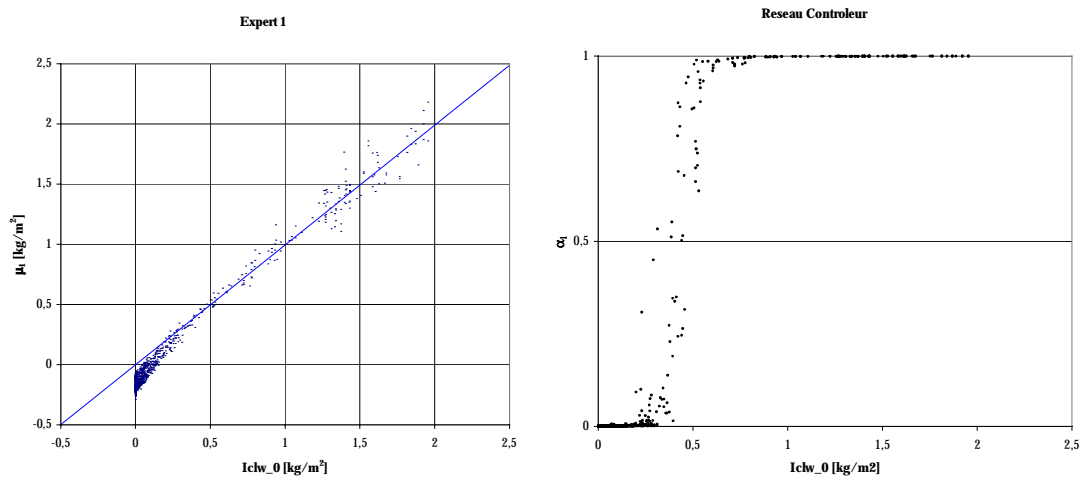 Expert 1
2,5
2
1,5
1
0,5
0
-0,5
-0,5 0 0,5 1 1,5 2 2,5
μ₁ [kg/m²]
Iclw_0 [kg/m²]
Reseau Controleur
1
0,5
0
0 0,5 1 1,5 2 2,5
α₁
Iclw_0 [kg/m2]